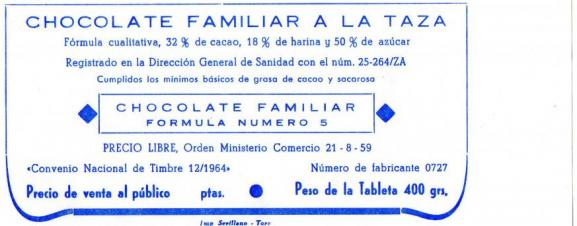 CHOCOLATE FAMILIAR A LA TAZA
Fórmula cualitativa, 32 % de cacao, 18 % de harina y 50 % de azúcar
Registrado en la Dirección General de Sanidad con el núm. 25-264/ZA
Cumplidos los mínimos básicos de grasa de cacao y sacarosa
CHOCOLATE FAMILIAR
FORMULA NUMERO 5
PRECIO LIBRE, Orden Ministerio Comercio 21 - 8 - 59
«Convenio Nacional de Timbre 12/1964» Número de fabricante 0727
Precio de venta al público ptas. Peso de la Tableta 400 grs.
Imp. Sevillano - Toro